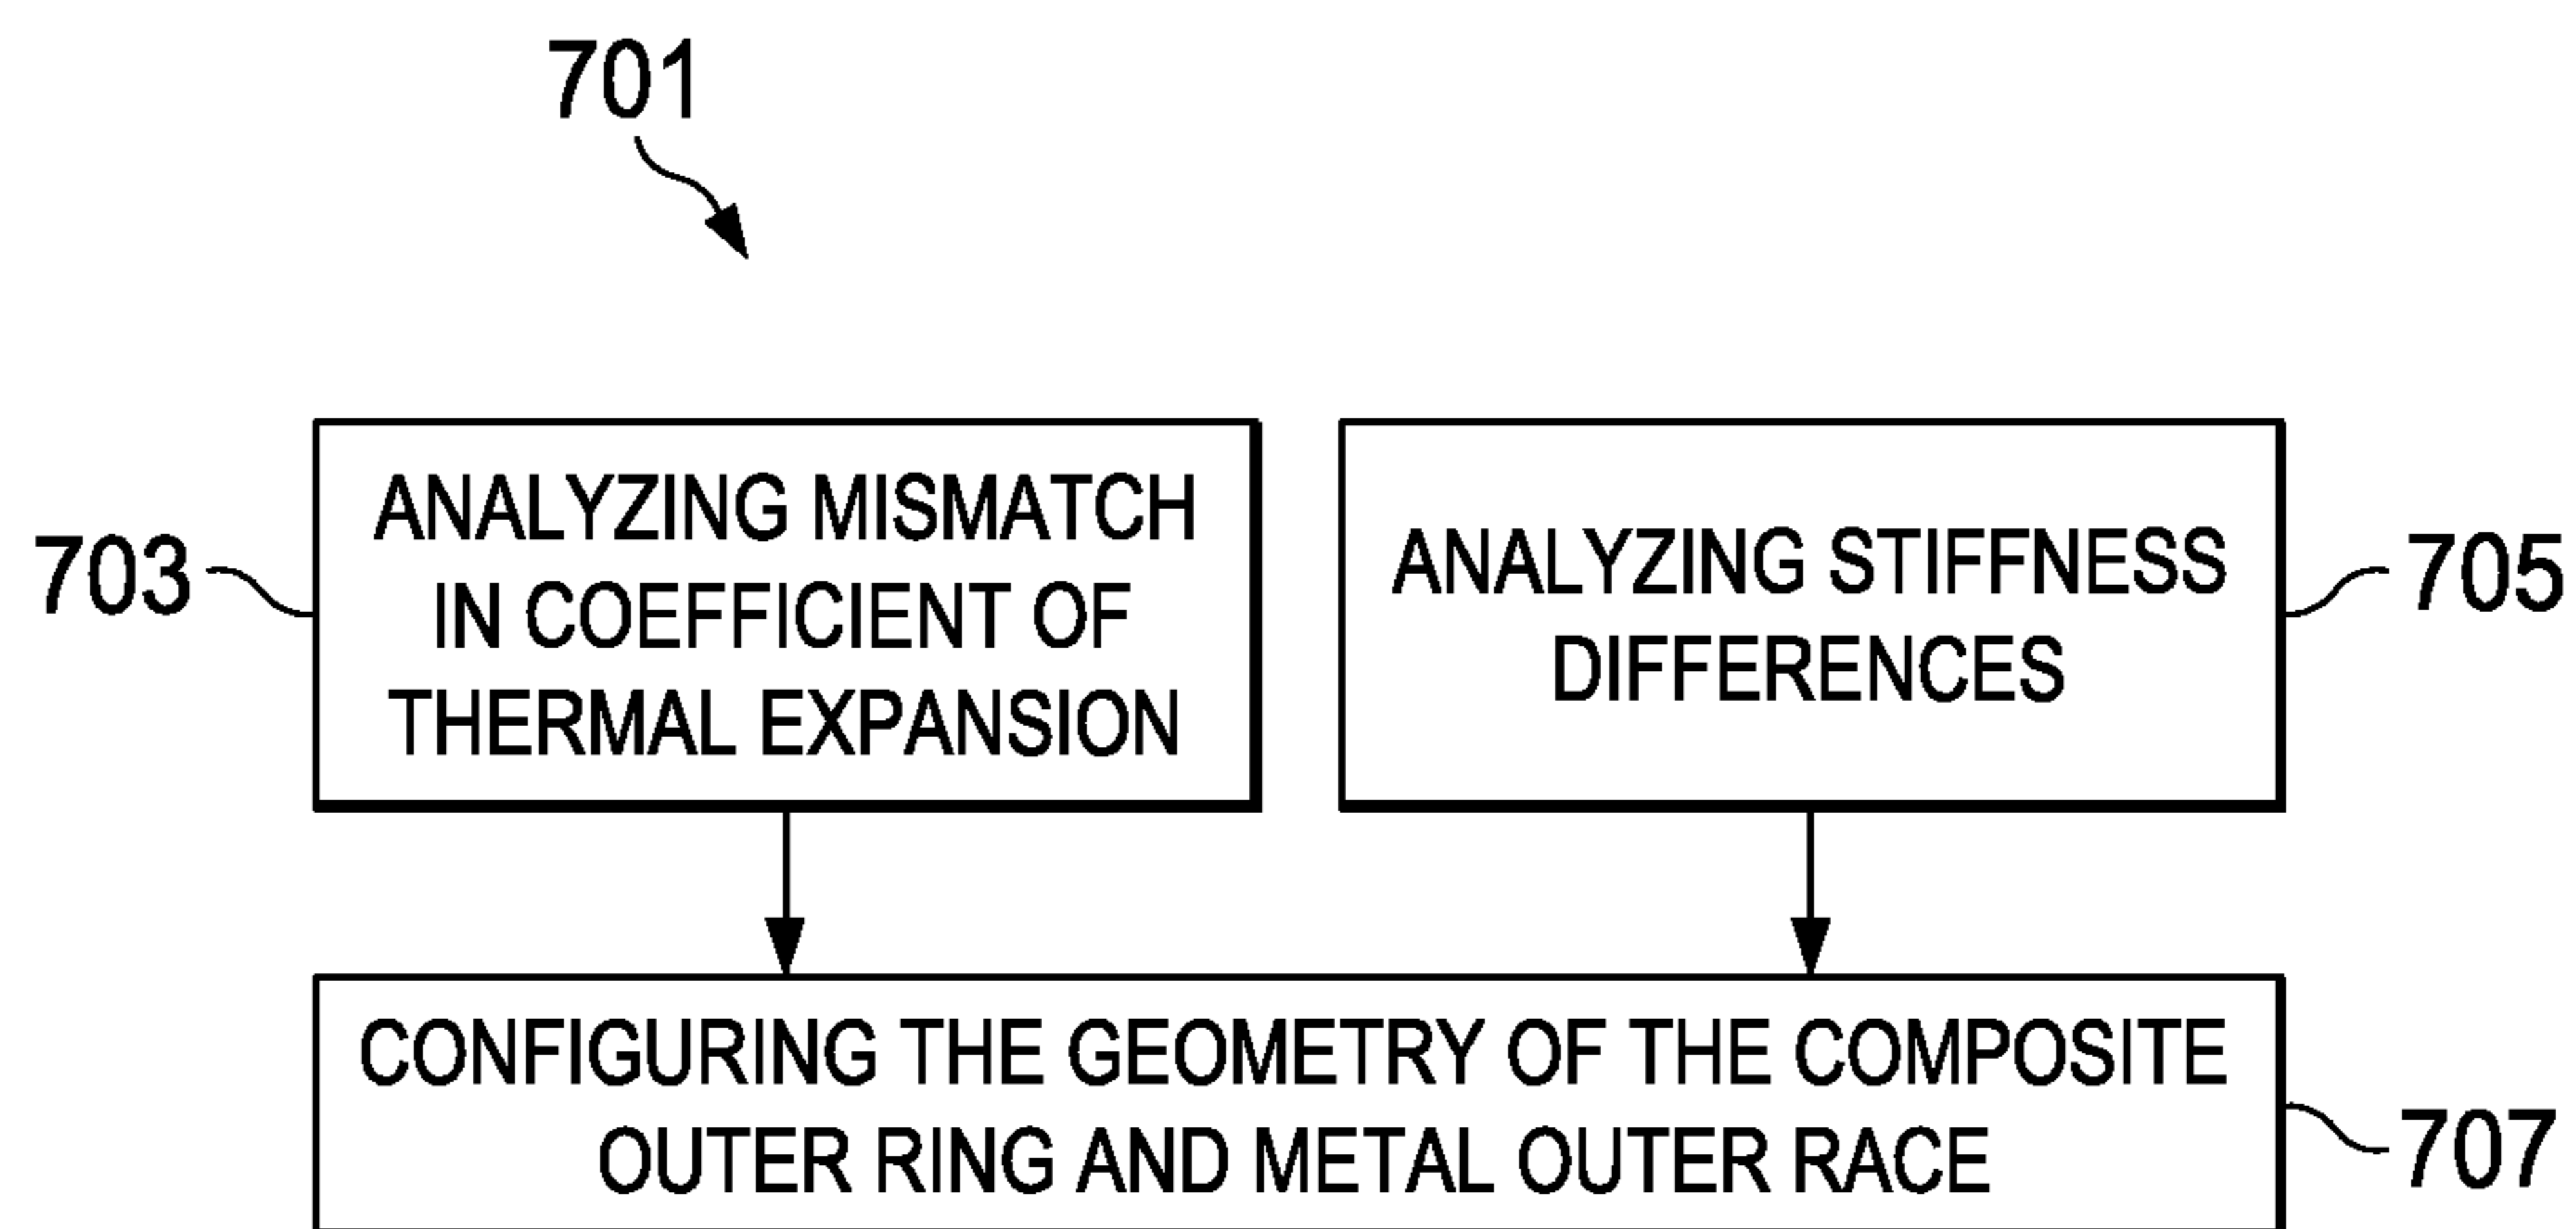 701
703
ANALYZING MISMATCH
IN COEFFICIENT OF
THERMAL EXPANSION
ANALYZING STIFFNESS
DIFFERENCES
705
CONFIGURING THE GEOMETRY OF THE COMPOSITE
OUTER RING AND METAL OUTER RACE
707